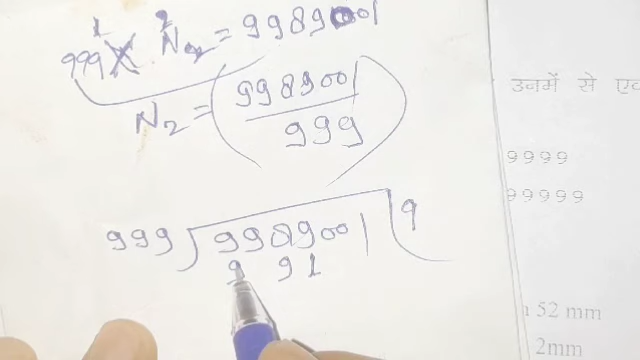 999 × N2 = 9989001
N2 = ( 9989001
999 )
उनमें से
9999
99999
999 ) 9989001 ( 9
9 9 1
52 mm
2mm